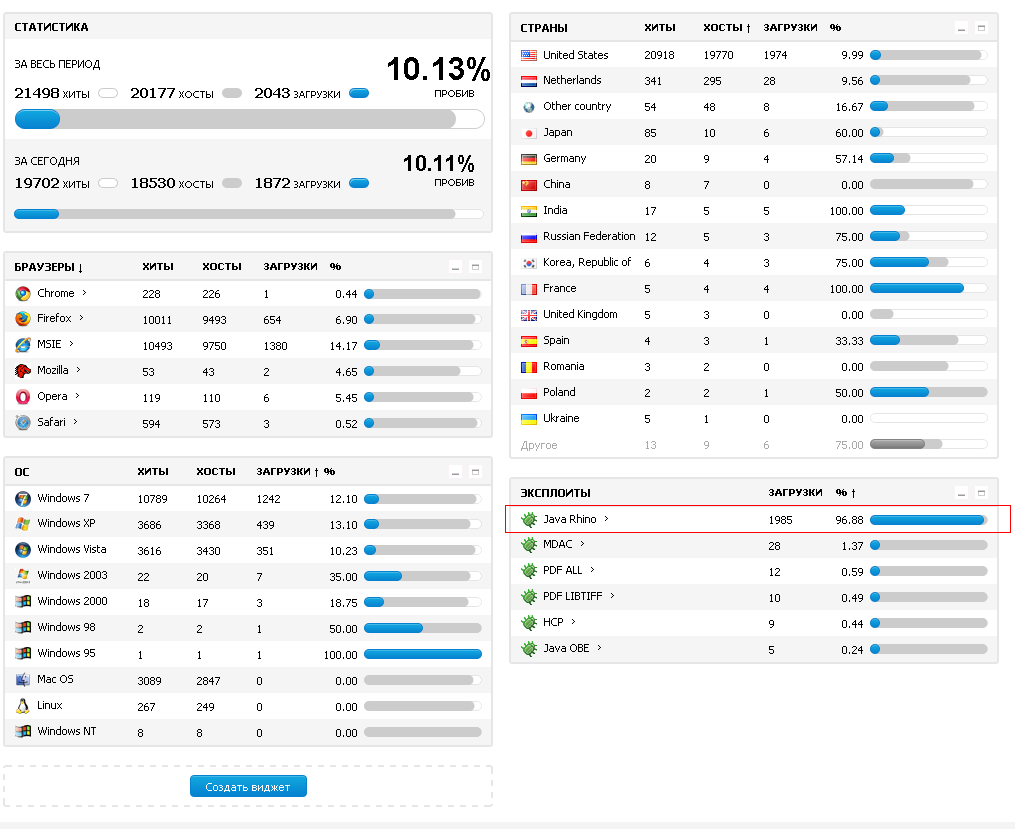 СТАТИСТИКА
ЗА ВЕСЬ ПЕРИОД
10.13%
21498 ХИТЫ 20177 ХОСТЫ 2043 ЗАГРУЗКИ ПРОБИВ
ЗА СЕГОДНЯ
10.11%
19702 ХИТЫ 18530 ХОСТЫ 1872 ЗАГРУЗКИ ПРОБИВ
БРАУЗЕРЫ ↓ ХИТЫ ХОСТЫ ЗАГРУЗКИ %
Chrome > 228 226 1 0.44
Firefox > 10011 9493 654 6.90
MSIE > 10493 9750 1380 14.17
Mozilla > 53 43 2 4.65
Opera > 119 110 6 5.45
Safari > 594 573 3 0.52
ОС ХИТЫ ХОСТЫ ЗАГРУЗКИ ↑ %
Windows 7 10789 10264 1242 12.10
Windows XP 3686 3368 439 13.10
Windows Vista 3616 3430 351 10.23
Windows 2003 22 20 7 35.00
Windows 2000 18 17 3 18.75
Windows 98 2 2 1 50.00
Windows 95 1 1 1 100.00
Mac OS 3089 2847 0 0.00
Linux 267 249 0 0.00
Windows NT 8 8 0 0.00
Создать виджет
СТРАНЫ ХИТЫ ХОСТЫ ↑ ЗАГРУЗКИ %
United States 20918 19770 1974 9.99
Netherlands 341 295 28 9.56
Other country 54 48 8 16.67
Japan 85 10 6 60.00
Germany 20 9 4 57.14
China 8 7 0 0.00
India 17 5 5 100.00
Russian Federation 12 5 3 75.00
Korea, Republic of 6 4 3 75.00
France 5 4 4 100.00
United Kingdom 5 3 0 0.00
Spain 4 3 1 33.33
Romania 3 2 0 0.00
Poland 2 2 1 50.00
Ukraine 5 1 0 0.00
Другое 13 9 6 75.00
ЭКСПЛОИТЫ ЗАГРУЗКИ % ↑
Java Rhino > 1985 96.88
MDAC > 28 1.37
PDF ALL > 12 0.59
PDF LIBTIFF > 10 0.49
HCP > 9 0.44
Java OBE > 5 0.24